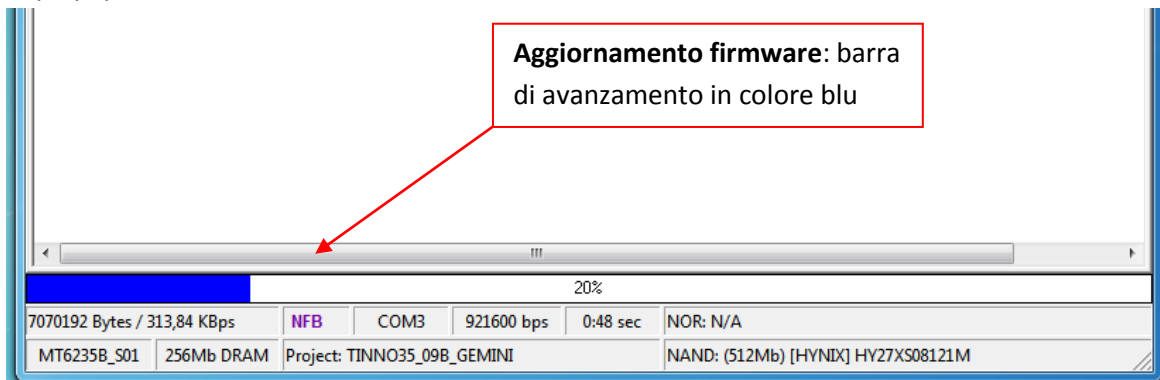 Aggiornamento firmware: barra
di avanzamento in colore blu
20%
7070192 Bytes / 313,84 KBps NFB COM3 921600 bps 0:48 sec NOR: N/A
MT6235B_S01 256Mb DRAM Project: TINNO35_09B_GEMINI NAND: (512Mb) [HYNIX] HY27XS08121M